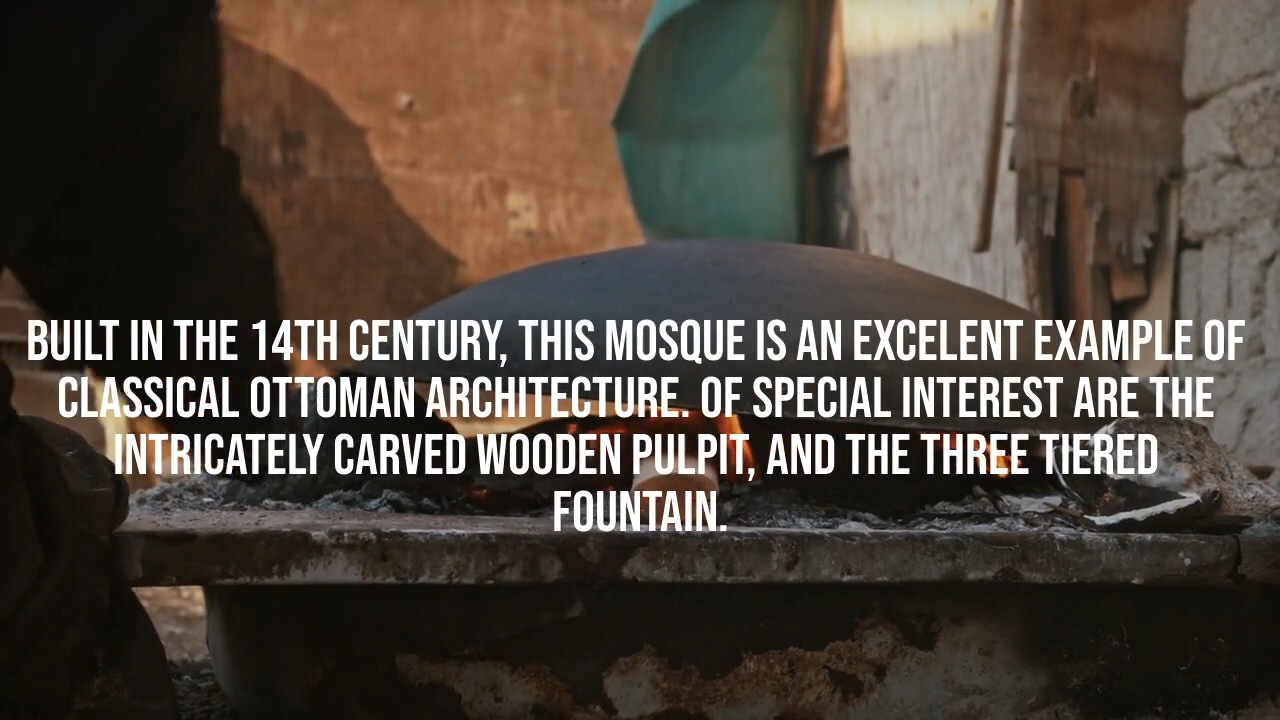 BUILT IN THE 14TH CENTURY, THIS MOSQUE IS AN EXCELENT EXAMPLE OF
CLASSICAL OTTOMAN ARCHITECTURE. OF SPECIAL INTEREST ARE THE
INTRICATELY CARVED WOODEN PULPIT, AND THE THREE TIERED
FOUNTAIN.